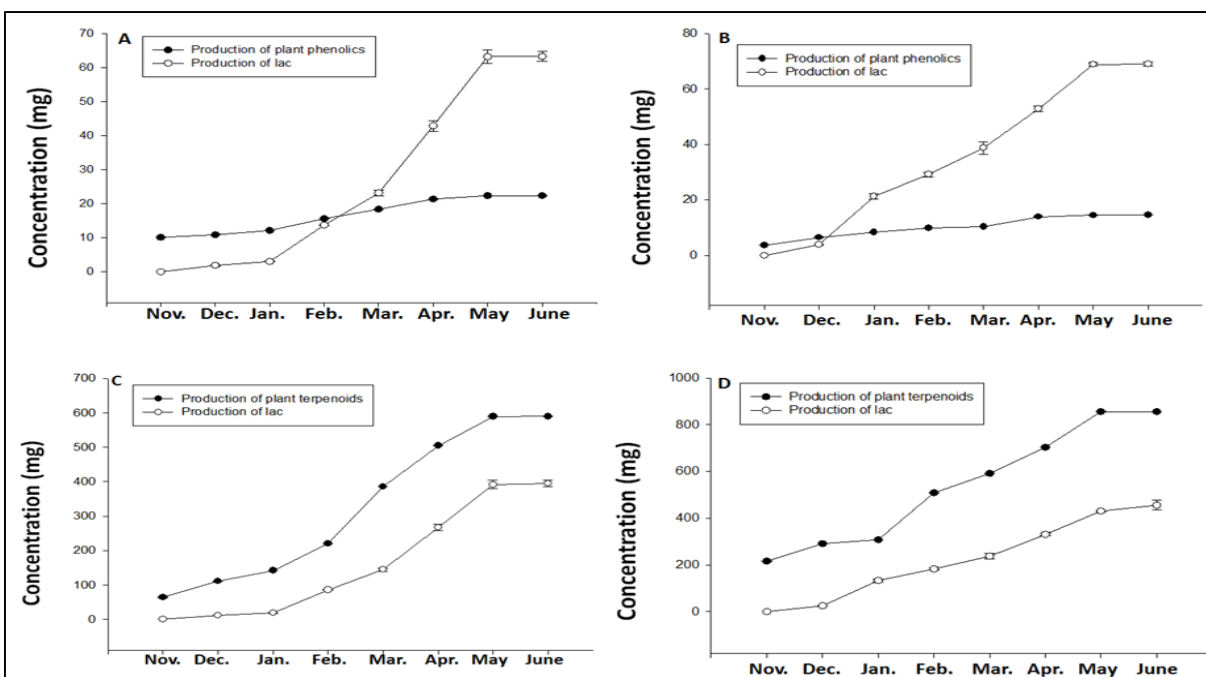 A
Production of plant phenolics
Production of lac
Concentration (mg)
70
60
50
40
30
20
10
0
Nov. Dec. Jan. Feb. Mar. Apr. May June
B
Production of plant phenolics
Production of lac
Concentration (mg)
80
60
40
20
0
Nov. Dec. Jan. Feb. Mar. Apr. May June
C
Production of plant terpenoids
Production of lac
Concentration (mg)
700
600
500
400
300
200
100
0
Nov. Dec. Jan. Feb. Mar. Apr. May June
D
Production of plant terpenoids
Production of lac
Concentration (mg)
1000
800
600
400
200
0
Nov. Dec. Jan. Feb. Mar. Apr. May June